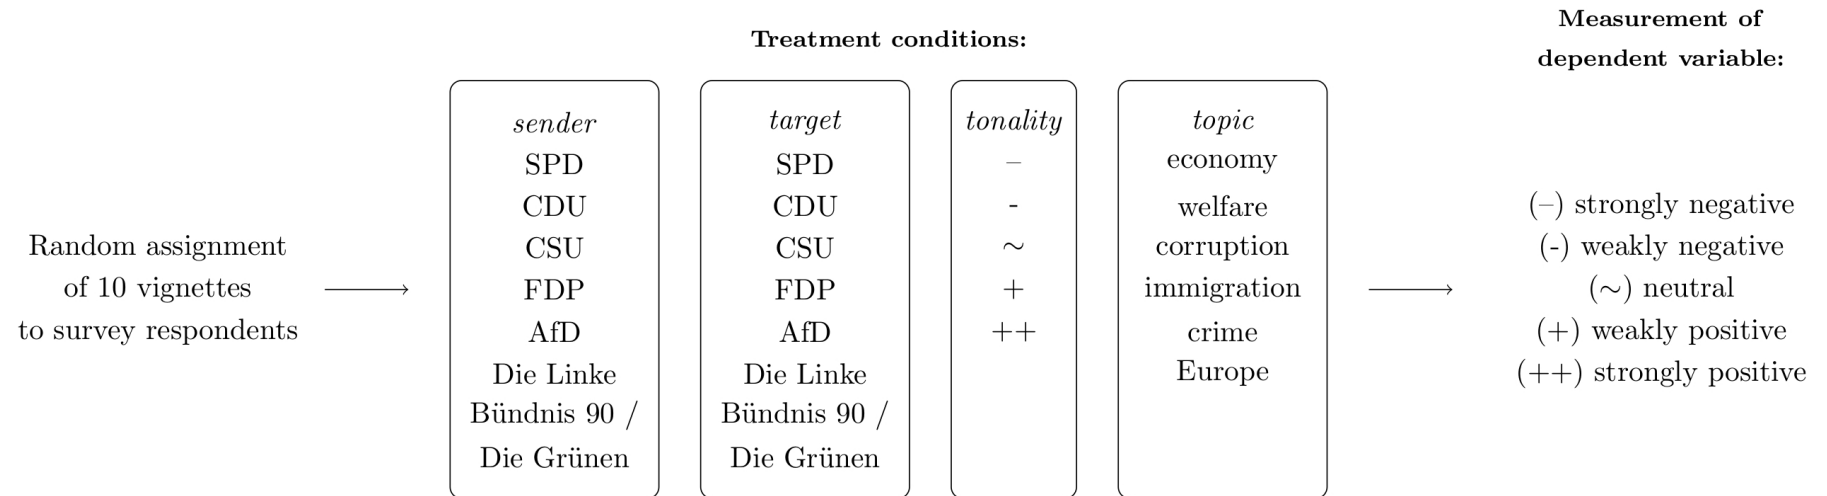 Treatment conditions:
Measurement of
dependent variable:
Random assignment
of 10 vignettes
to survey respondents
sender
SPD
CDU
CSU
FDP
AfD
Die Linke
Bündnis 90 /
Die Grünen
target
SPD
CDU
CSU
FDP
AfD
Die Linke
Bündnis 90 /
Die Grünen
tonality
–
-
∼
+
++
topic
economy
welfare
corruption
immigration
crime
Europe
(–) strongly negative
(-) weakly negative
(∼) neutral
(+) weakly positive
(++) strongly positive